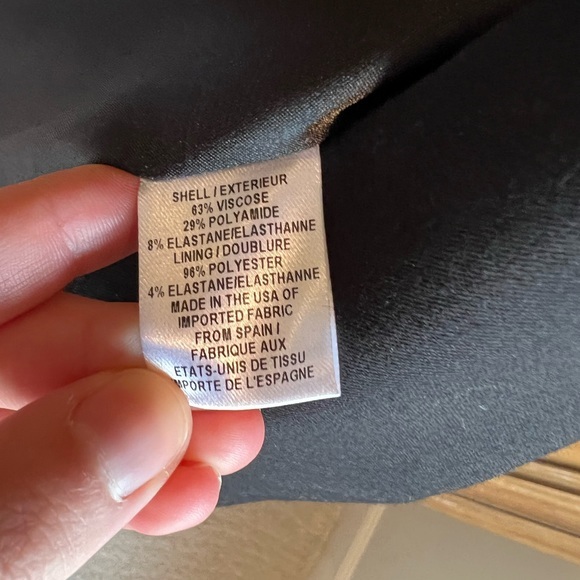 SHELL / EXTERIEUR
63% VISCOSE
29% POLYAMIDE
8% ELASTANE/ELASTHANNE
LINING / DOUBLURE
96% POLYESTER
4% ELASTANE/ELASTHANNE
MADE IN THE USA OF
IMPORTED FABRIC
FROM SPAIN /
FABRIQUE AUX
ETATS-UNIS DE TISSU
MPORTE DE L'ESPAGNE